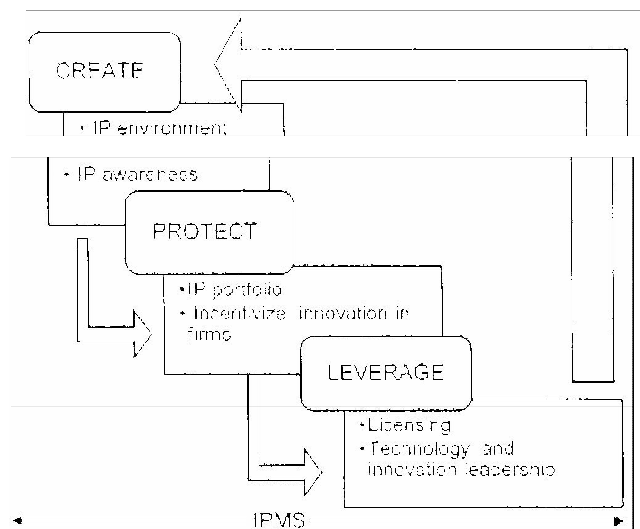 CREATE
• IP environment
• IP awareness
PROTECT
•IP portfolio
• Incentivize innovation in
firms
LEVERAGE
•Licensing
•Technology and
innovation leadership
IPMS